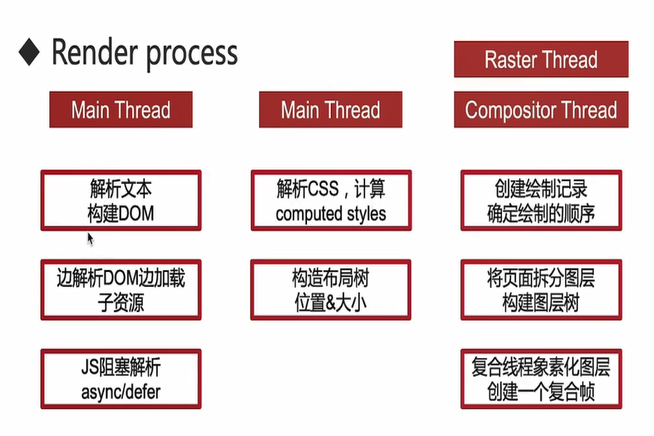 Render process
Raster Thread
Main Thread
Main Thread
Compositor Thread
解析文本
构建DOM
解析CSS，计算
computed styles
创建绘制记录
确定绘制的顺序
边解析DOM边加载
子资源
构造布局树
位置&大小
将页面拆分图层
构建图层树
JS阻塞解析
async/defer
复合线程象素化图层
创建一个复合帧